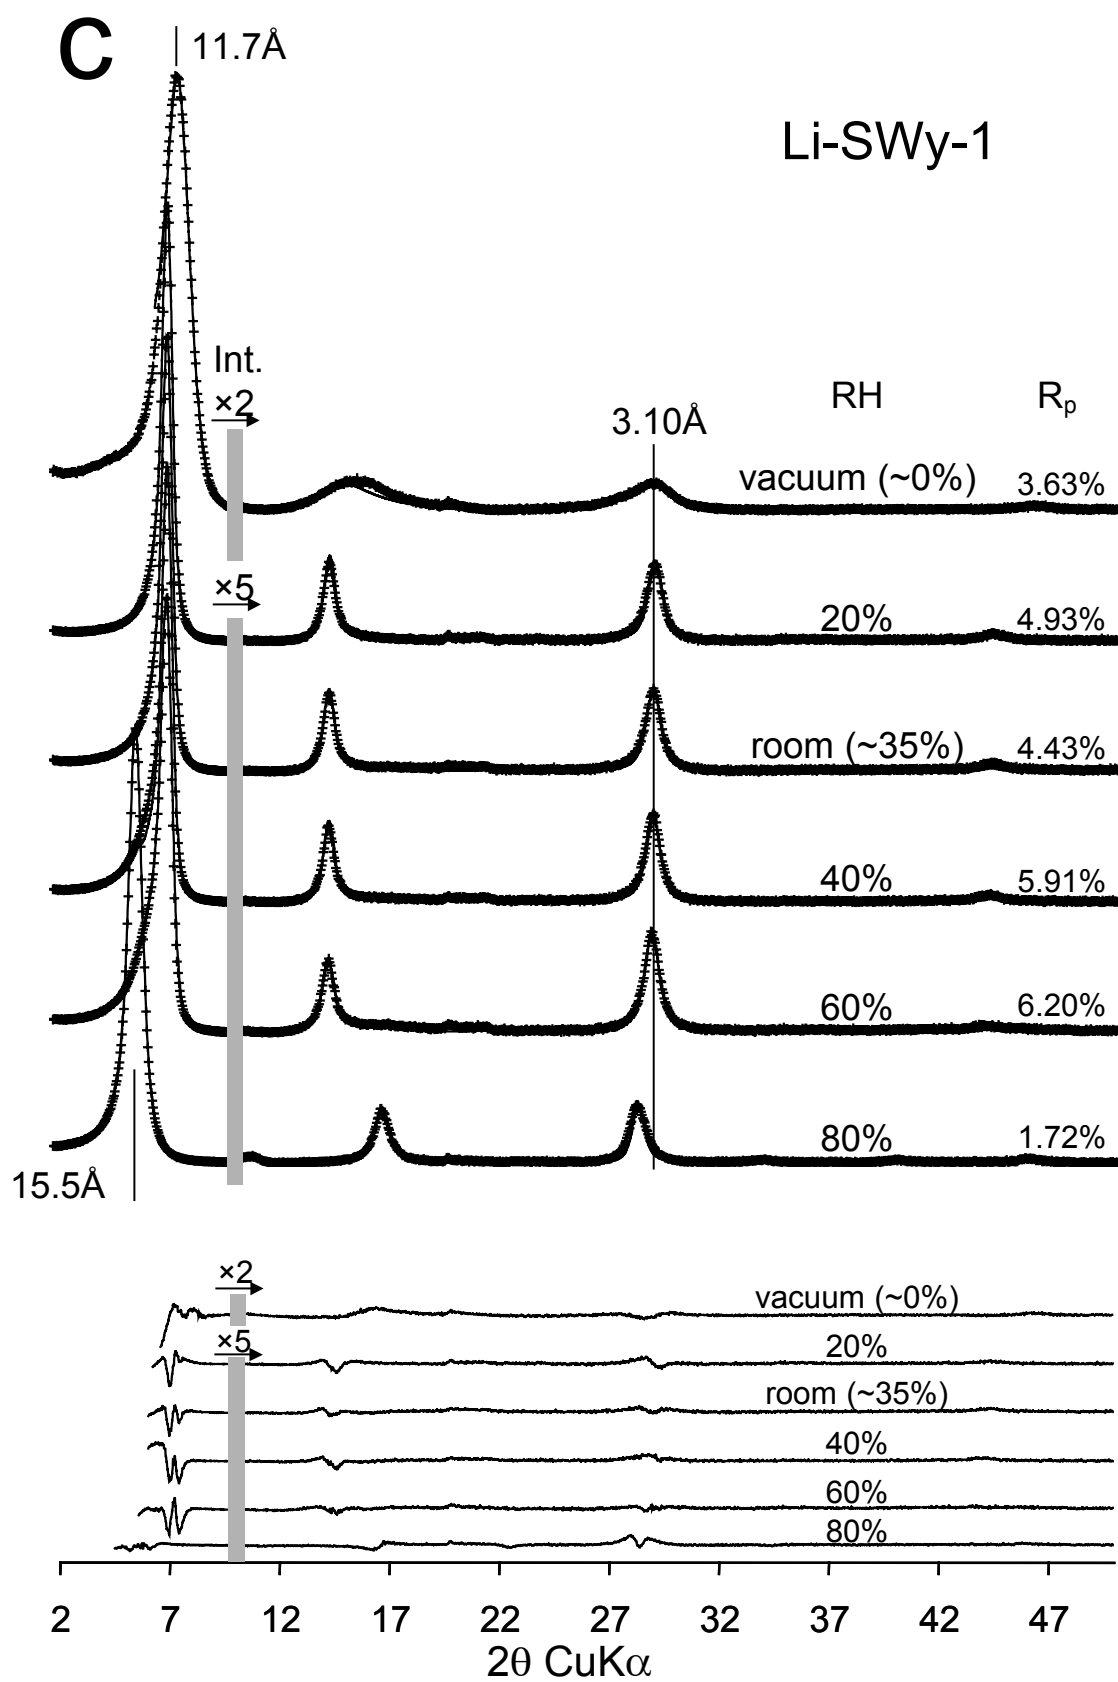 C
11.7Å
Li-SWy-1
Int.
×2
3.10Å
RH
Rp
vacuum (~0%)
3.63%
×5
20%
4.93%
room (~35%)
4.43%
40%
5.91%
60%
6.20%
80%
1.72%
15.5Å
×2
vacuum (~0%)
×5
20%
room (~35%)
40%
60%
80%
2 7 12 17 22 27 32 37 42 47
2θ CuKα